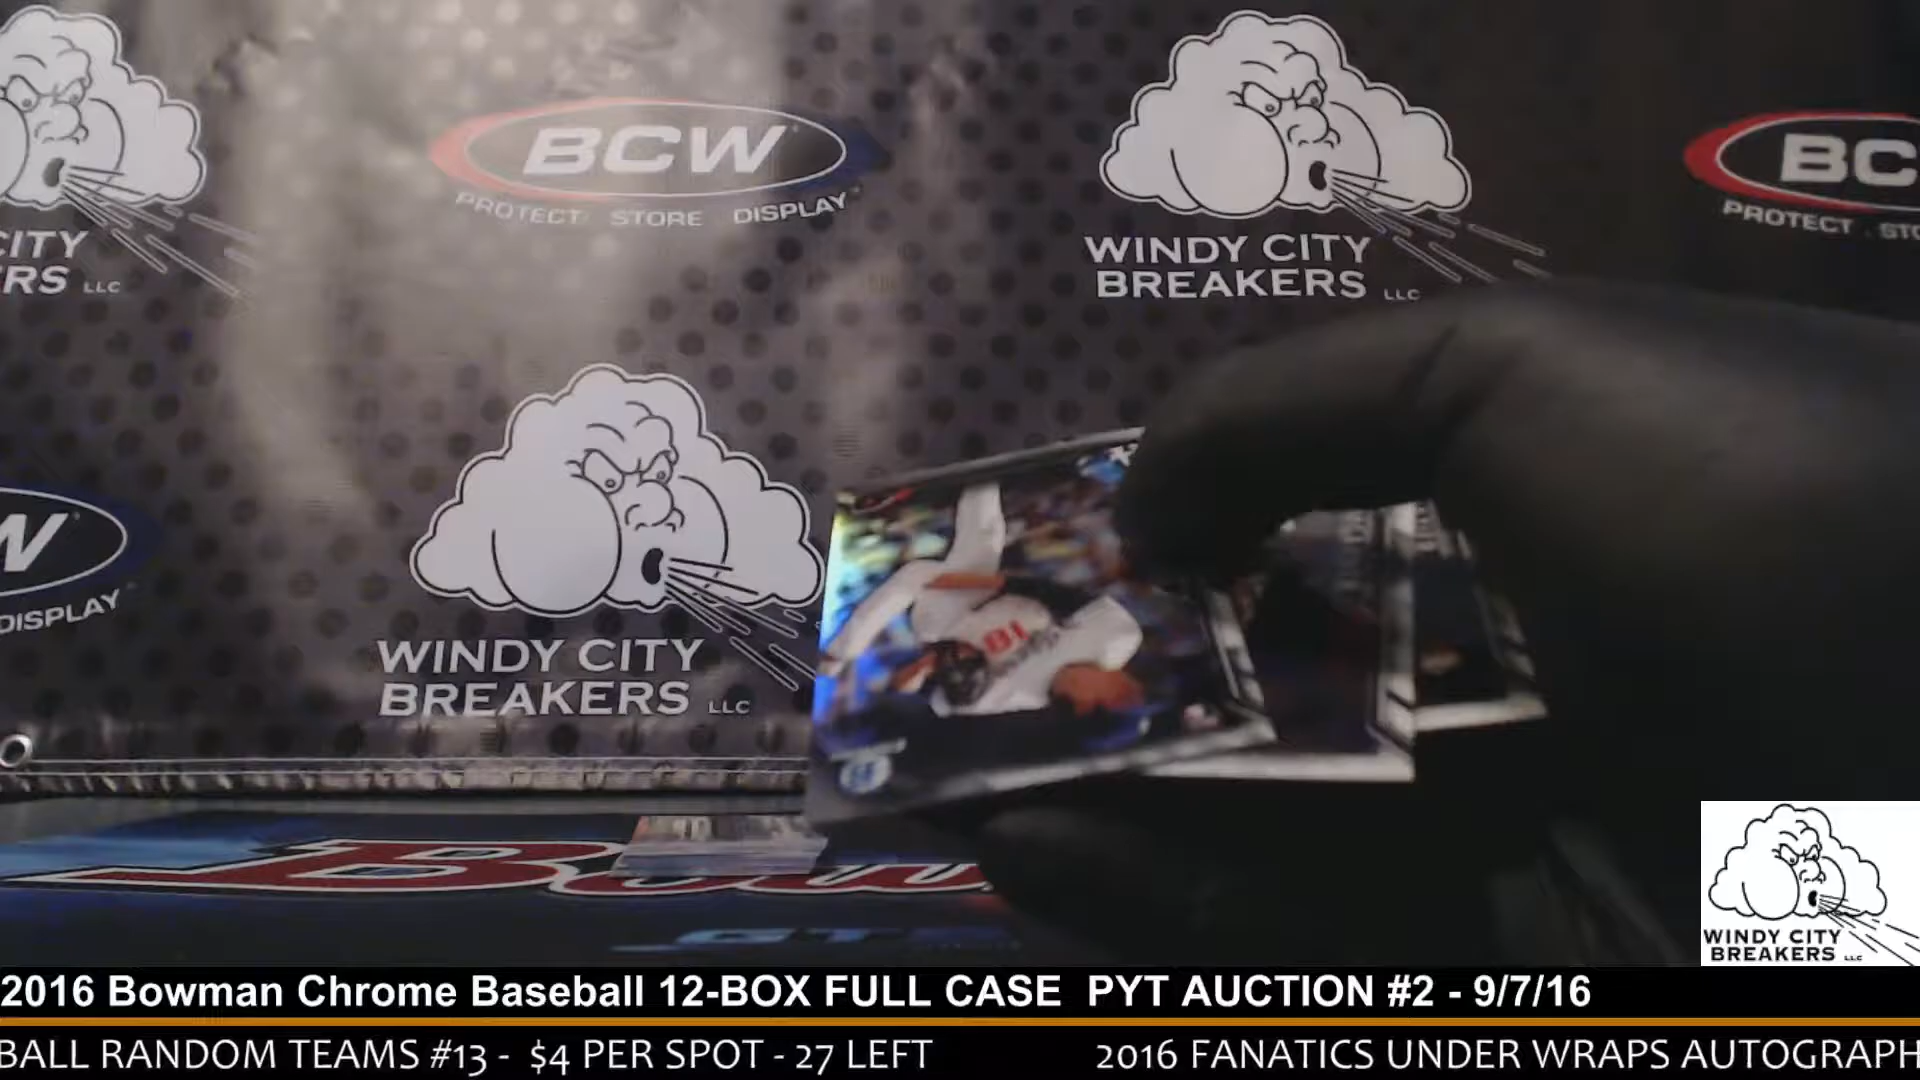 BCW
PROTECT STORE DISPLAY
WINDY CITY
BREAKERS LLC
BC
PROTECT STO
CITY
RS LLC
WINDY CITY
BREAKERS LLC
W
DISPLAY
18
WINDY CITY
BREAKERS LLC
2016 Bowman Chrome Baseball 12-BOX FULL CASE PYT AUCTION #2 - 9/7/16
BALL RANDOM TEAMS #13 - $4 PER SPOT - 27 LEFT
2016 FANATICS UNDER WRAPS AUTOGRAPH